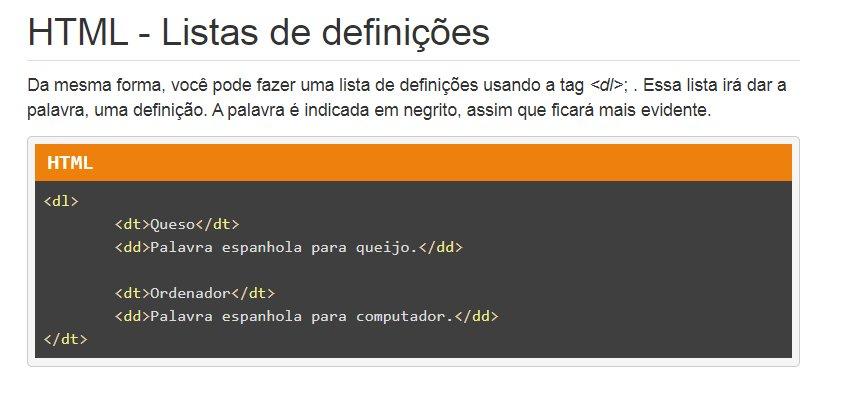 HTML - Listas de definições
Da mesma forma, você pode fazer uma lista de definições usando a tag <dl>; . Essa lista irá dar a
palavra, uma definição. A palavra é indicada em negrito, assim que ficará mais evidente.
HTML
<dl>
<dt>Queso</dt>
<dd>Palavra espanhola para queijo.</dd>
<dt>Ordenador</dt>
<dd>Palavra espanhola para computador.</dd>
</dt>